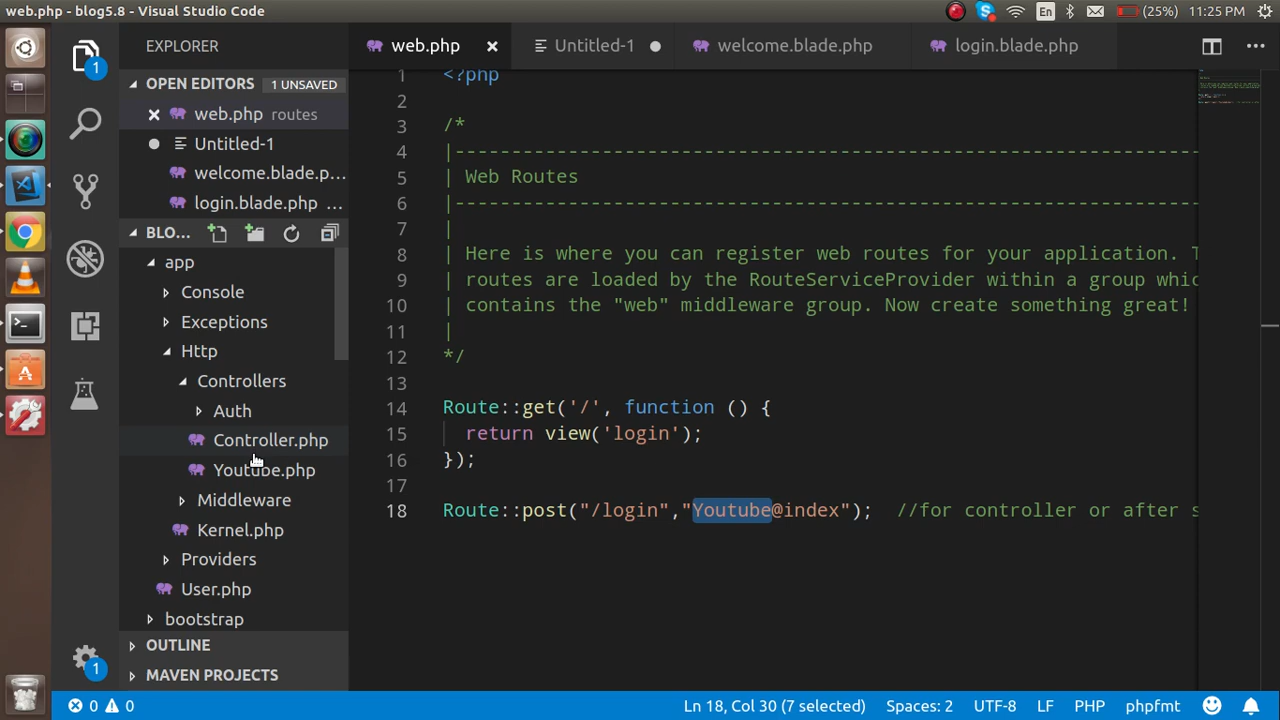 web.php - blog5.8 - Visual Studio Code
En
(25%)
11:25 PM
EXPLORER
web.php
Untitled-1
welcome.blade.php
login.blade.php
1
OPEN EDITORS
1 UNSAVED
web.php routes
Untitled-1
welcome.blade.p...
login.blade.php ...
BLO...
app
Console
Exceptions
Http
Controllers
Auth
Controller.php
Youtube.php
Middleware
Kernel.php
Providers
User.php
bootstrap
OUTLINE
MAVEN PROJECTS
1
1 <?php
2
3 /*
4 |--------------------------------------------------------------------------
5 | Web Routes
6 |--------------------------------------------------------------------------
7 |
8 | Here is where you can register web routes for your application. T
9 | routes are loaded by the RouteServiceProvider within a group whic
10 | contains the "web" middleware group. Now create something great!
11 |
12 */
13
14 Route::get('/', function () {
15 return view('login');
16 });
17
18 Route::post("/login","Youtube@index"); //for controller or after s
0 0
Ln 18, Col 30 (7 selected)
Spaces: 2
UTF-8
LF
PHP
phpfmt